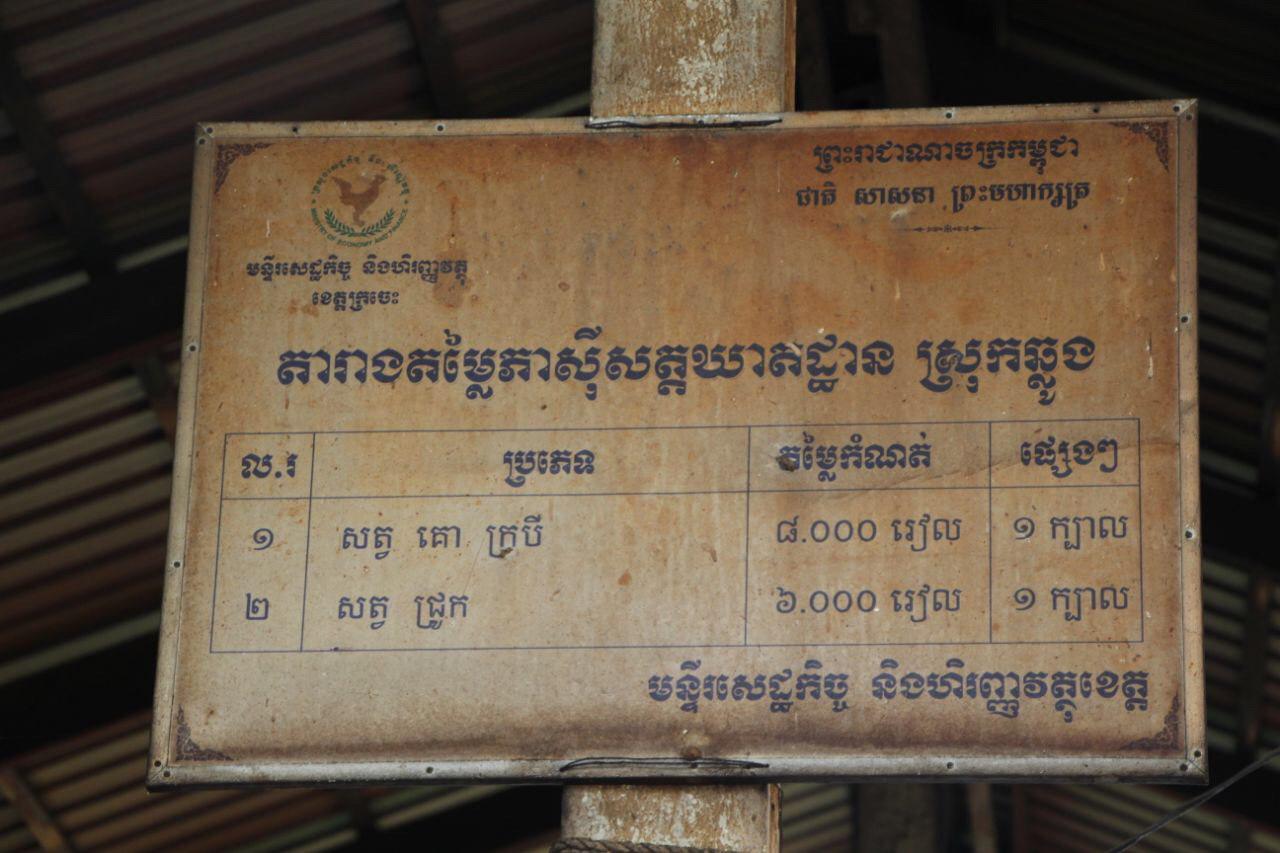 ព្រះរាជាណាចក្រកម្ពុជា
ជាតិ សាសនា ព្រះមហាក្សត្រ
MINISTRY OF ECONOMY AND FINANCE
មន្ទីរសេដ្ឋកិច្ច និងហិរញ្ញវត្ថុ
ខេត្តក្រចេះ
តារាងតម្លៃភាស៊ីសត្តឃាតដ្ឋាន ស្រុកឆ្លូង
ល.រ ប្រភេទ តម្លៃកំណត់ ផ្សេងៗ
១ សត្វ គោ ក្របី ៨.០០០ រៀល ១ ក្បាល
២ សត្វ ជ្រូក ៦.០០០ រៀល ១ ក្បាល
មន្ទីរសេដ្ឋកិច្ច និងហិរញ្ញវត្ថុខេត្ត